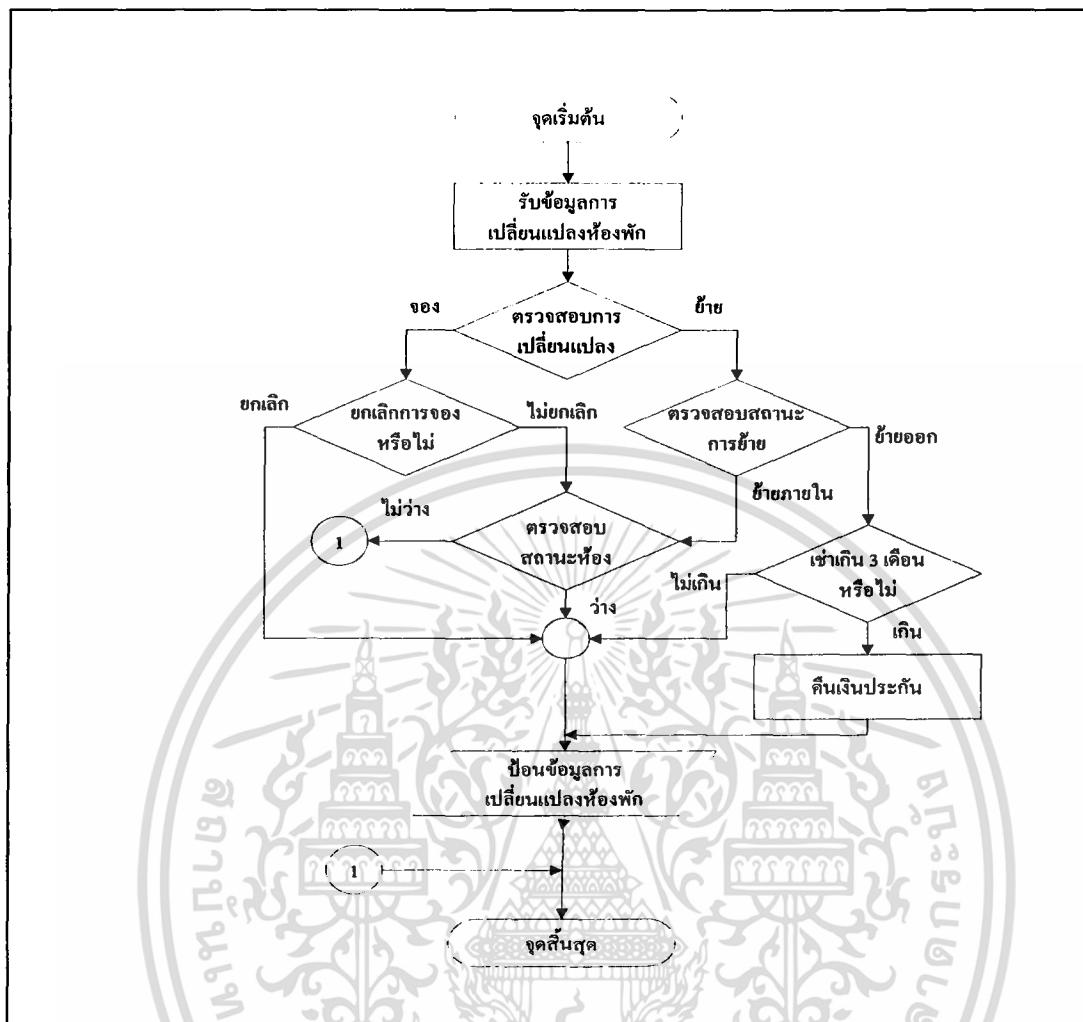 จุดเริ่มต้น
รับข้อมูลการ
เปลี่ยนแปลงห้องพัก
จอง
ย้าย
ตรวจสอบการ
เปลี่ยนแปลง
ยกเลิก
ยกเลิกการจอง
หรือไม่
ไม่ยกเลิก
ตรวจสอบสถานะ
การย้าย
ย้ายออก
ย้ายภายใน
ไม่ว่าง
1
ตรวจสอบ
สถานะห้อง
ไม่เกิน
เช่าเกิน 3 เดือน
หรือไม่
ว่าง
เกิน
คืนเงินประกัน
ป้อนข้อมูลการ
เปลี่ยนแปลงห้องพัก
1
จุดสิ้นสุด